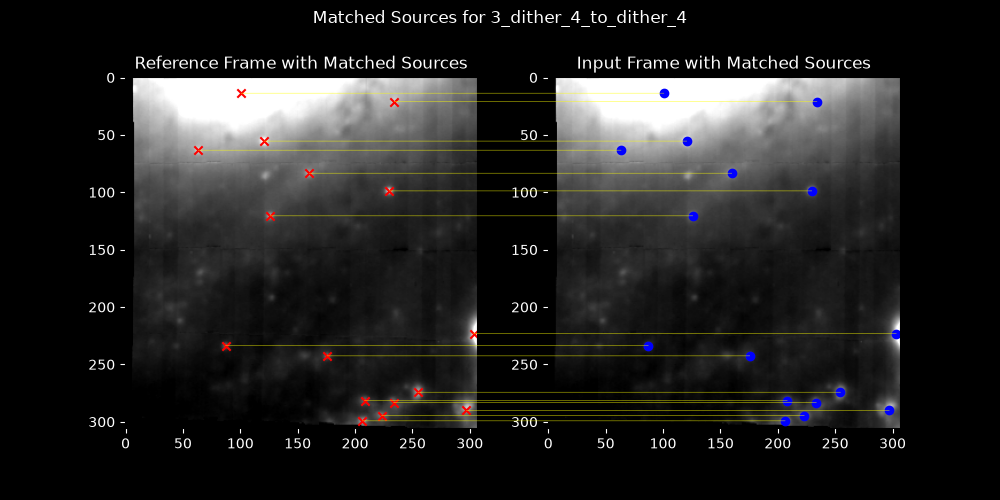 Matched Sources for 3_dither_4_to_dither_4
Reference Frame with Matched Sources
Input Frame with Matched Sources
0
50
100
150
200
250
300
0
50
100
150
200
250
300
0 50 100 150 200 250 300
0 50 100 150 200 250 300